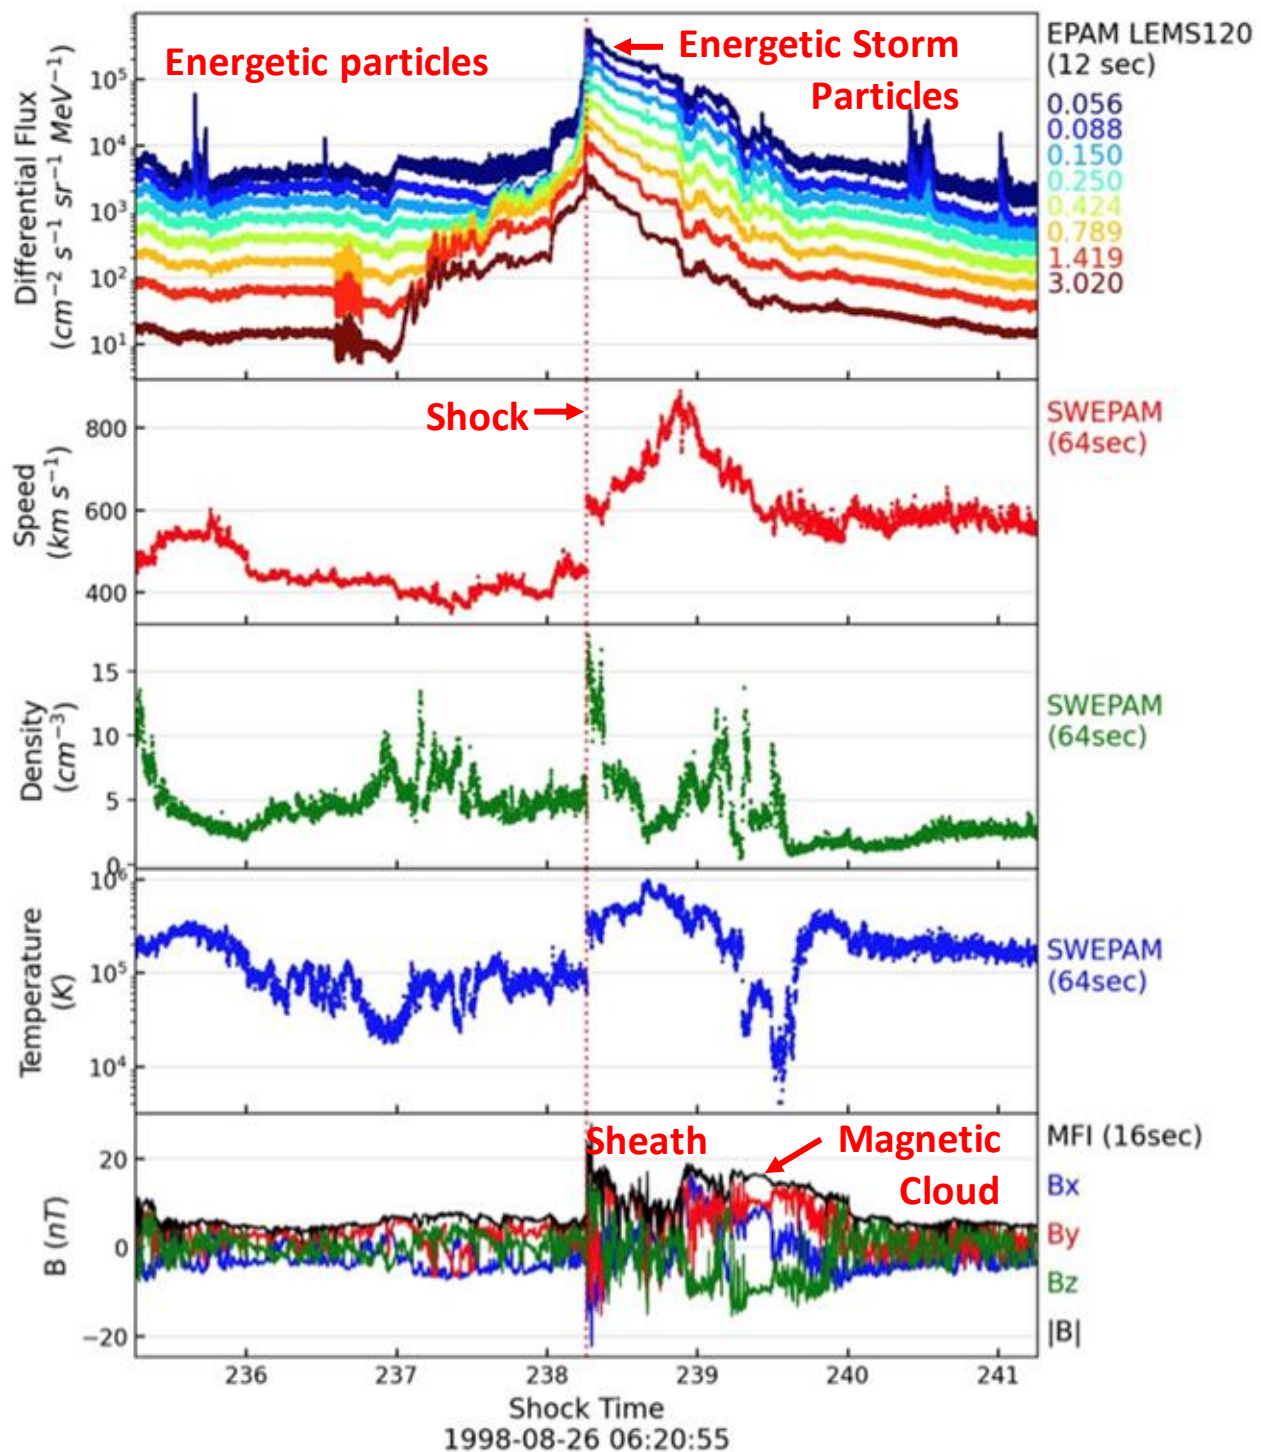 Energetic particles
Energetic Storm
Particles
EPAM LEMS120
(12 sec)
0.056
0.088
0.150
0.250
0.424
0.789
1.419
3.020
Differential Flux
(cm⁻² s⁻¹ sr⁻¹ MeV⁻¹)
10⁵
10⁴
10³
10²
10¹
Shock
SWEPAM
(64sec)
Speed
(km s⁻¹)
800
600
400
SWEPAM
(64sec)
Density
(cm⁻³)
15
10
5
0
SWEPAM
(64sec)
Temperature
(K)
10⁶
10⁵
10⁴
Sheath
Magnetic
Cloud
MFI (16sec)
Bx
By
Bz
|B|
B (nT)
20
0
−20
236 237 238 239 240 241
Shock Time
1998-08-26 06:20:55